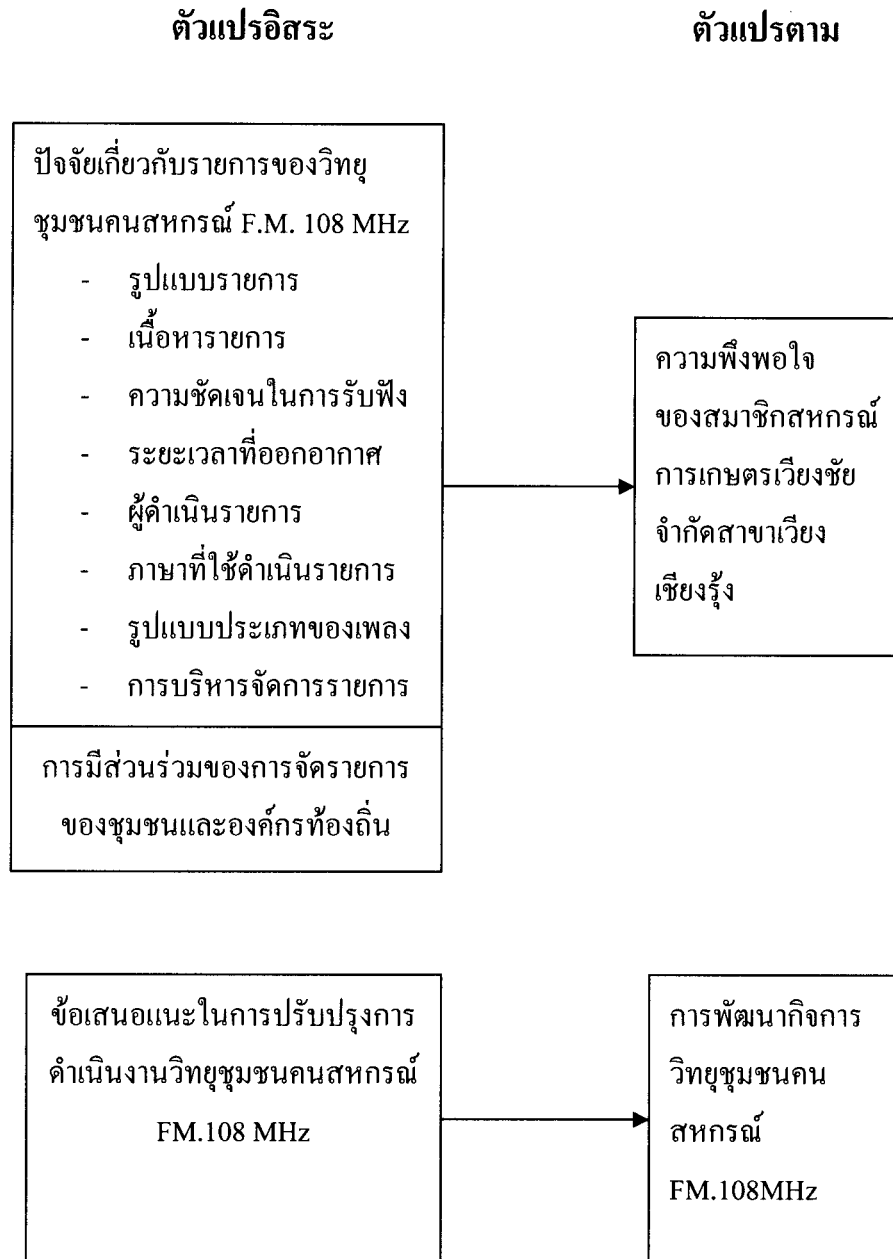 ตัวแปรอิสระ
ตัวแปรตาม
ปัจจัยเกี่ยวกับรายการของวิทยุ
ชุมชนคนสหกรณ์ F.M. 108 MHz
- รูปแบบรายการ
- เนื้อหารายการ
- ความชัดเจนในการรับฟัง
- ระยะเวลาที่ออกอากาศ
- ผู้ดำเนินรายการ
- ภาษาที่ใช้ดำเนินรายการ
- รูปแบบประเภทของเพลง
- การบริหารจัดการรายการ
การมีส่วนร่วมของการจัดรายการ
ของชุมชนและองค์กรท้องถิ่น
ความพึงพอใจ
ของสมาชิกสหกรณ์
การเกษตรเวียงชัย
จำกัดสาขาเวียง
เชียงรุ้ง
ข้อเสนอแนะในการปรับปรุงการ
ดำเนินงานวิทยุชุมชนคนสหกรณ์
FM.108 MHz
การพัฒนากิจการ
วิทยุชุมชนคน
สหกรณ์
FM.108MHz